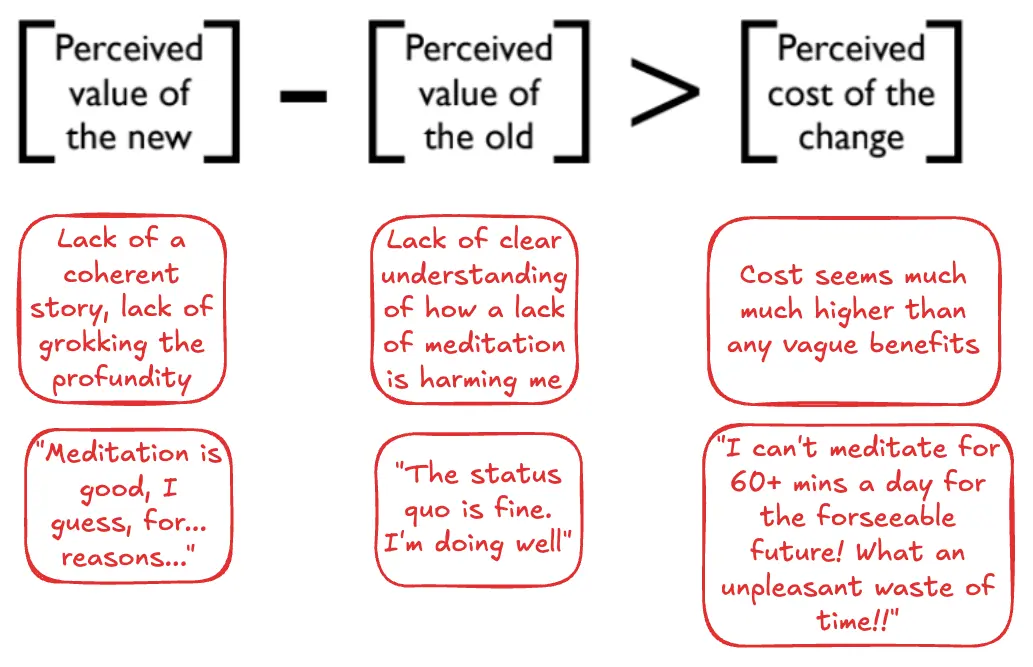 Perceived
value of
the new
-
Perceived
value of
the old
>
Perceived
cost of the
change
Lack of a
coherent
story, lack of
grokking the
profundity
Lack of clear
understanding
of how a lack
of meditation
is harming me
Cost seems much
much higher than
any vague benefits
"Meditation is
good, I
guess, for...
reasons..."
"The status
quo is fine.
I'm doing well"
"I can't meditate for
60+ mins a day for
the forseeable
future! What an
unpleasant waste of
time!!"